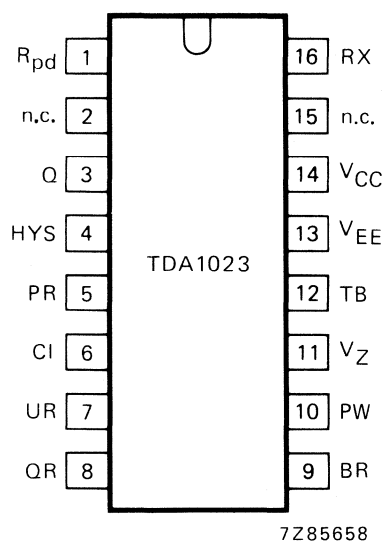 Rpd 1 16 RX
n.c. 2 15 n.c.
Q 3 14 VCC
HYS 4 13 VEE
TDA1023
PR 5 12 TB
CI 6 11 VZ
UR 7 10 PW
QR 8 9 BR
7Z85658